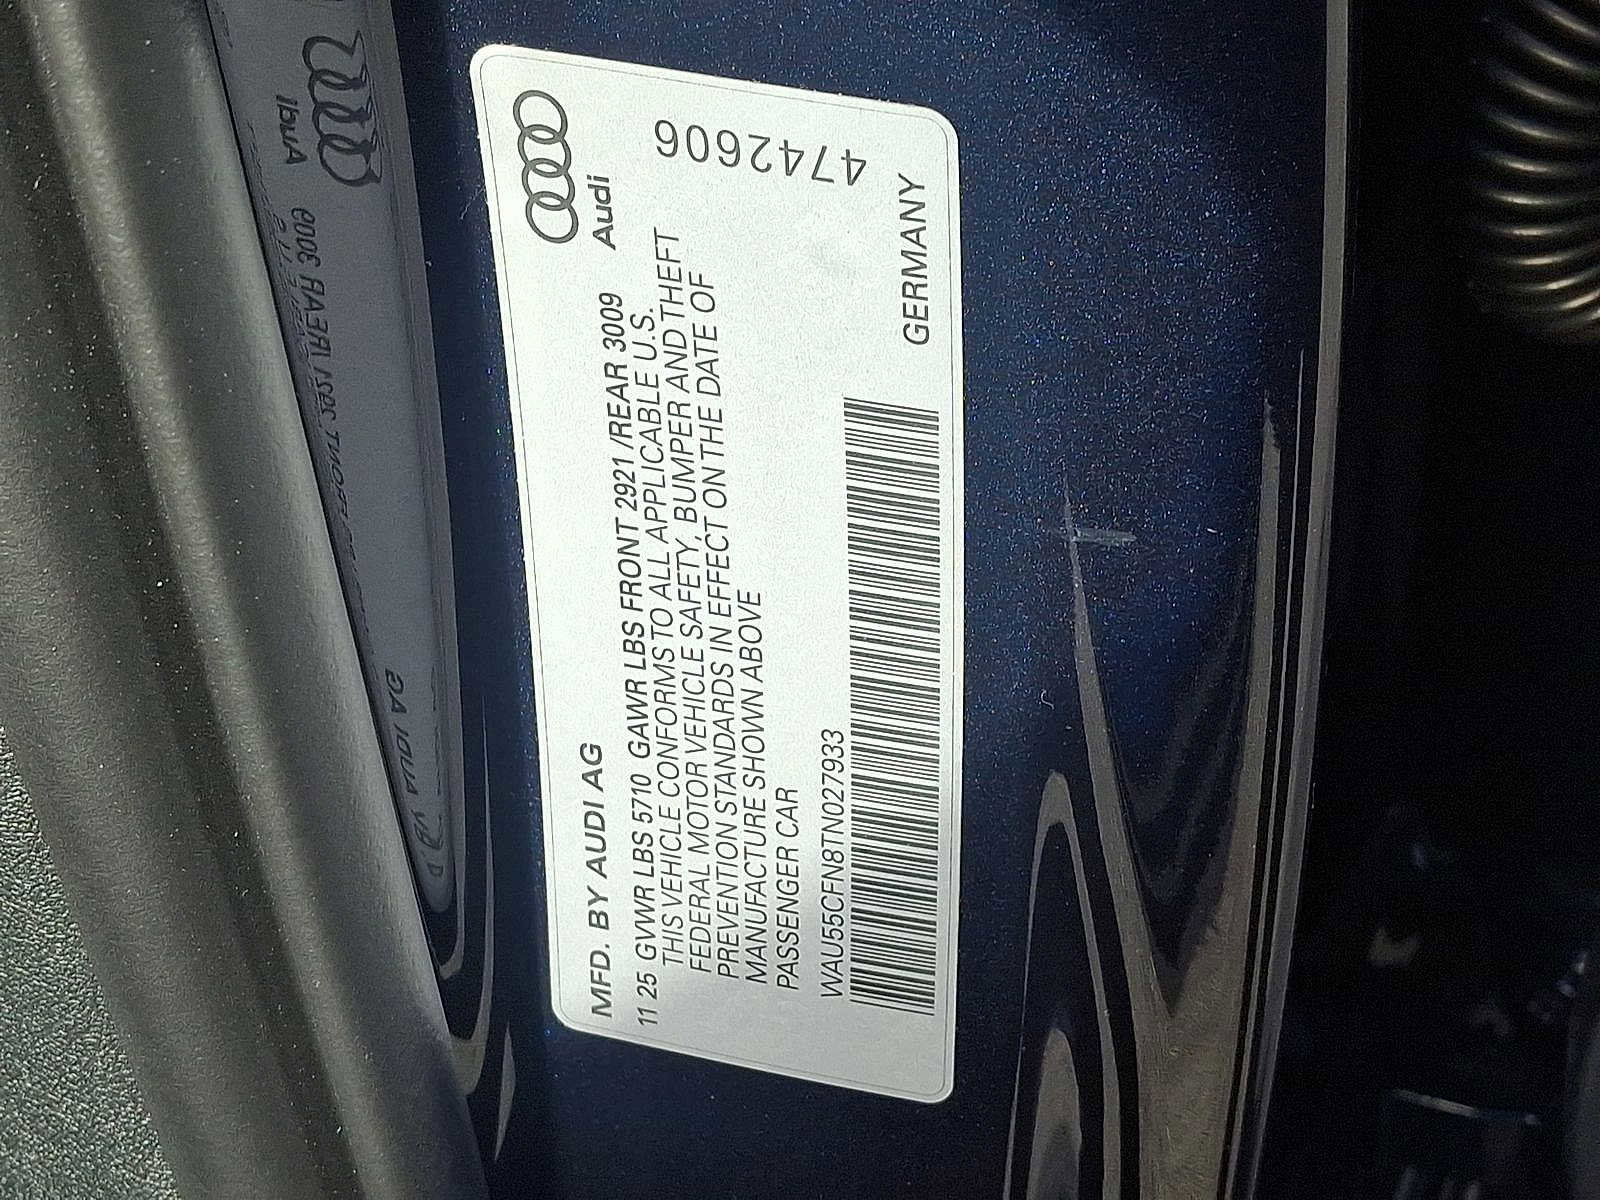 Audi
MFD. BY AUDI AG
11 25 GVWR LBS 5710 GAWR LBS FRONT 2921/REAR 3009
THIS VEHICLE CONFORMS TO ALL APPLICABLE U.S.
FEDERAL MOTOR VEHICLE SAFETY, BUMPER AND THEFT
PREVENTION STANDARDS IN EFFECT ON THE DATE OF
MANUFACTURE SHOWN ABOVE
PASSENGER CAR
WAU55CFN8TN027933
GERMANY
4742606